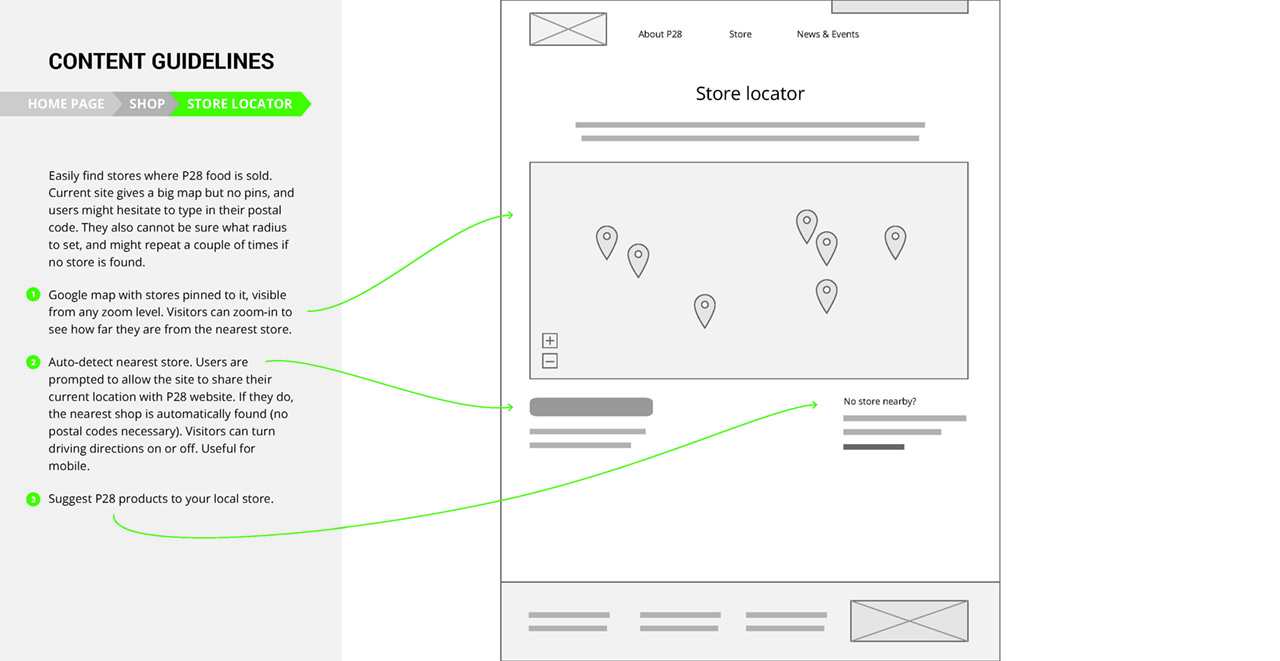 CONTENT GUIDELINES
HOME PAGE SHOP STORE LOCATOR
Easily find stores where P28 food is sold.
Current site gives a big map but no pins, and
users might hesitate to type in their postal
code. They also cannot be sure what radius
to set, and might repeat a couple of times if
no store is found.
1 Google map with stores pinned to it, visible
from any zoom level. Visitors can zoom-in to
see how far they are from the nearest store.
2 Auto-detect nearest store. Users are
prompted to allow the site to share their
current location with P28 website. If they do,
the nearest shop is automatically found (no
postal codes necessary). Visitors can turn
driving directions on or off. Useful for
mobile.
3 Suggest P28 products to your local store.
About P28 Store News & Events
Store locator
No store nearby?